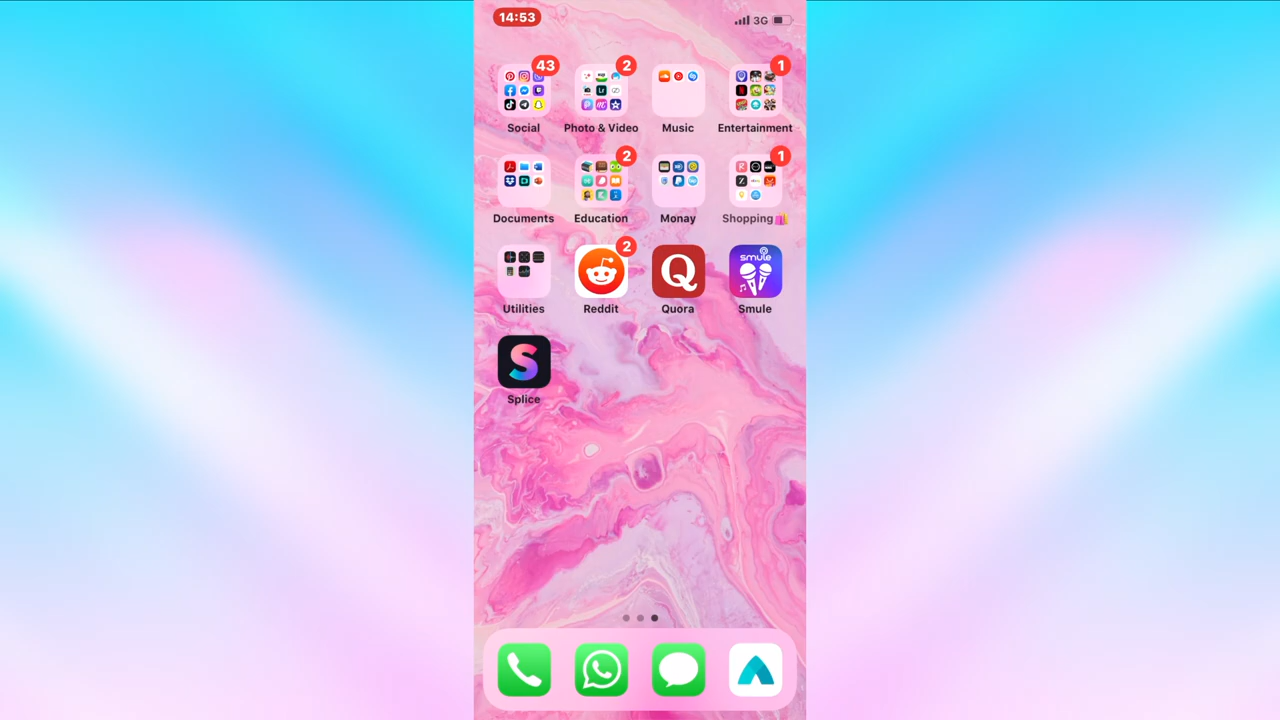 14:53 3G
43 2 1
Social Photo & Video Music Entertainment
2 1
Documents Education Monay Shopping🛍️
2
Q smule
Utilities Reddit Quora Smule
S
Splice